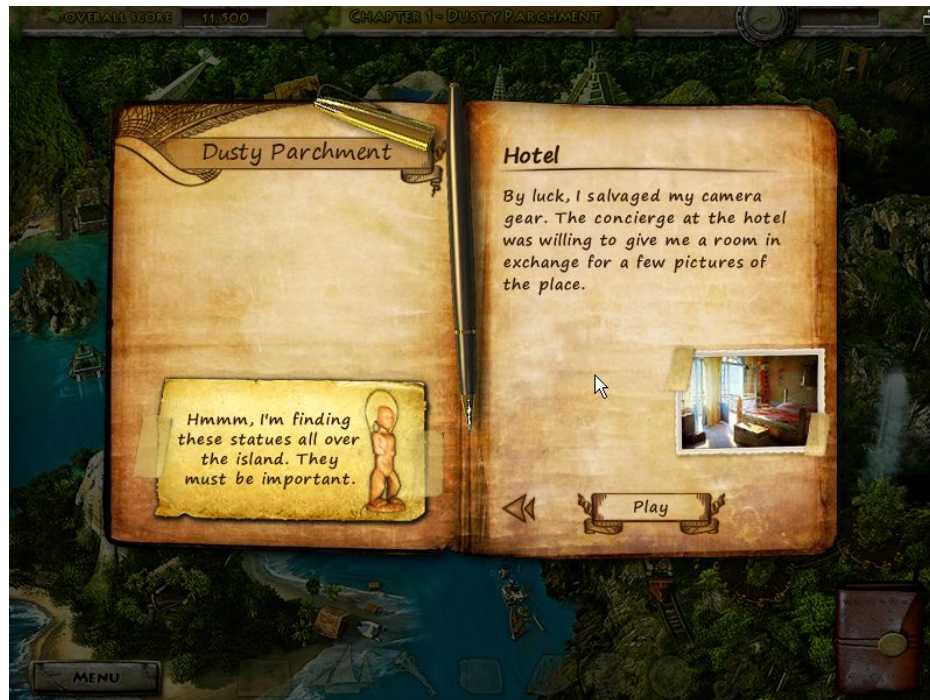 OVERALL SCORE 11,500
CHAPTER 1 - DUSTY PARCHMENT
Dusty Parchment
Hmmm, I'm finding
these statues all over
the island. They
must be important.
Hotel
By luck, I salvaged my camera
gear. The concierge at the hotel
was willing to give me a room in
exchange for a few pictures of
the place.
Play
MENU